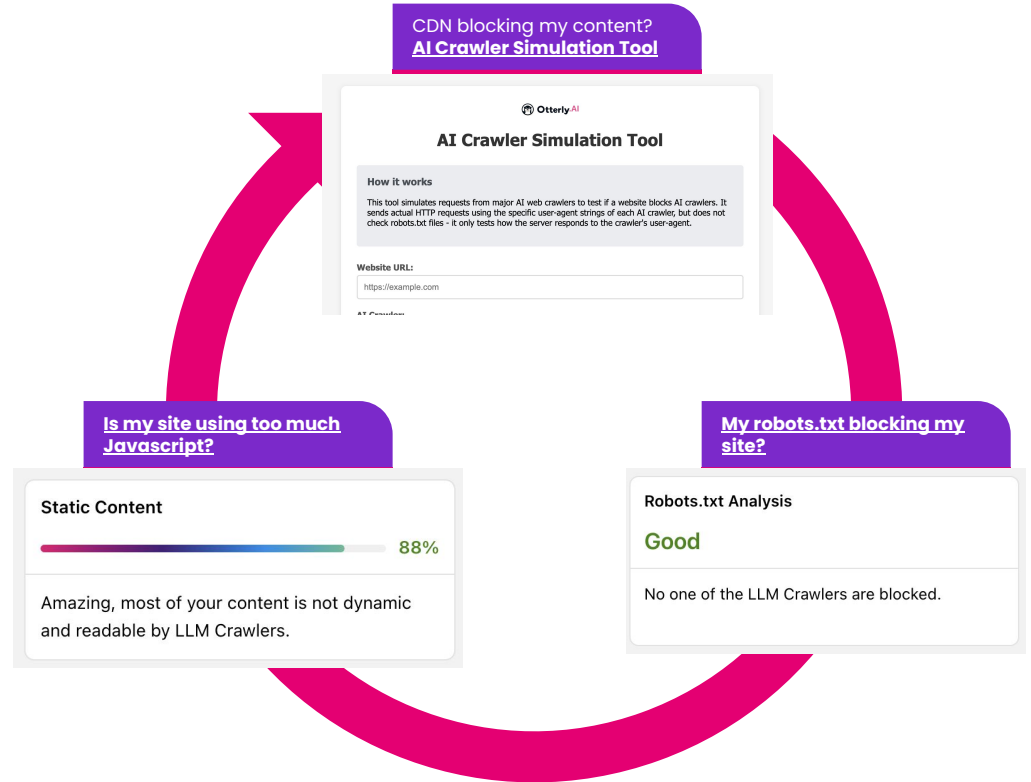 CDN blocking my content?
AI Crawler Simulation Tool
Otterly.AI
AI Crawler Simulation Tool
How it works
This tool simulates requests from major AI web crawlers to test if a website blocks AI crawlers. It
sends actual HTTP requests using the specific user-agent strings of each AI crawler, but does not
check robots.txt files - it only tests how the server responds to the crawler's user-agent.
Website URL:
https://example.com
AI Crawler:
Is my site using too much
Javascript?
Static Content
88%
Amazing, most of your content is not dynamic
and readable by LLM Crawlers.
My robots.txt blocking my
site?
Robots.txt Analysis
Good
No one of the LLM Crawlers are blocked.